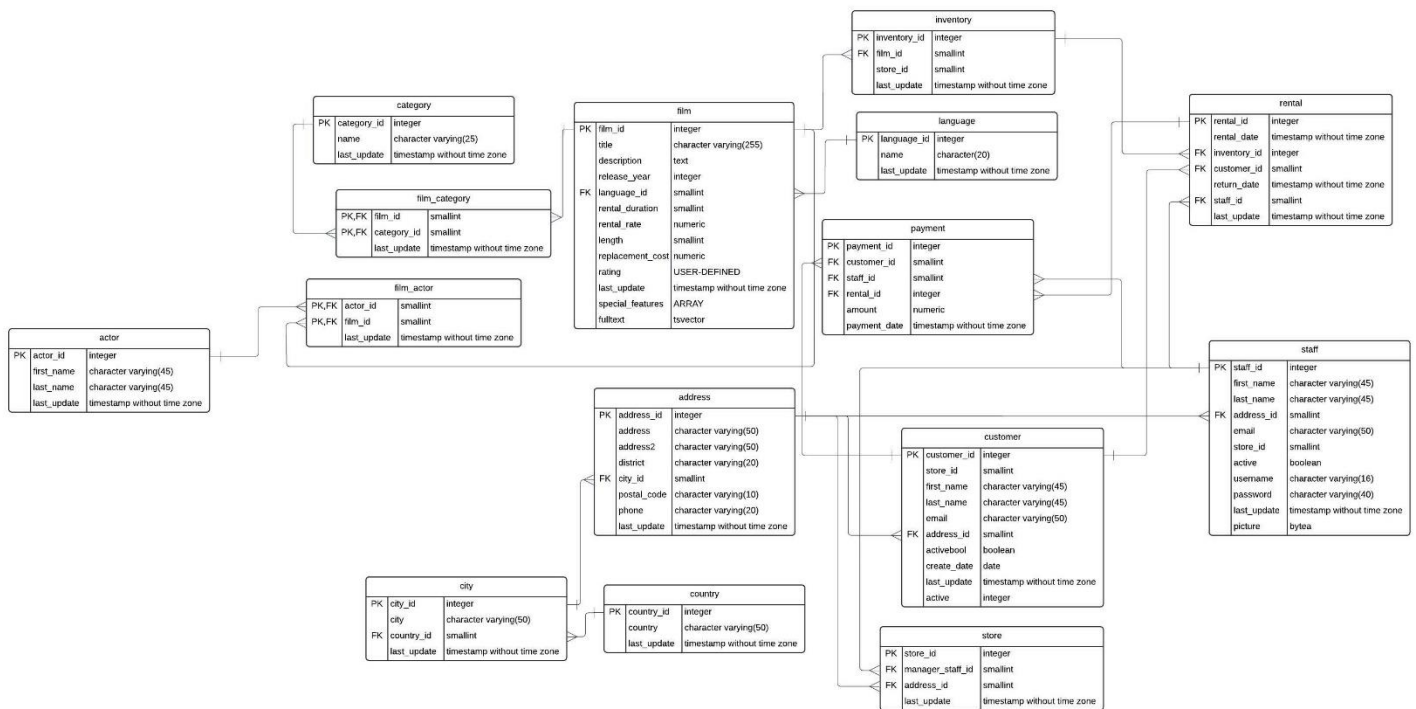 category
PK category_id integer
name character varying(25)
last_update timestamp without time zone
film_category
PK,FK film_id smallint
PK,FK category_id smallint
last_update timestamp without time zone
film_actor
PK,FK actor_id smallint
PK,FK film_id smallint
last_update timestamp without time zone
actor
PK actor_id integer
first_name character varying(45)
last_name character varying(45)
last_update timestamp without time zone
film
PK film_id integer
title character varying(255)
description text
release_year integer
FK language_id smallint
rental_duration smallint
rental_rate numeric
length smallint
replacement_cost numeric
rating USER-DEFINED
last_update timestamp without time zone
special_features ARRAY
fulltext tsvector
inventory
PK inventory_id integer
FK film_id smallint
store_id smallint
last_update timestamp without time zone
language
PK language_id integer
name character(20)
last_update timestamp without time zone
rental
PK rental_id integer
rental_date timestamp without time zone
FK inventory_id integer
FK customer_id smallint
return_date timestamp without time zone
FK staff_id smallint
last_update timestamp without time zone
payment
PK payment_id integer
FK customer_id smallint
FK staff_id smallint
FK rental_id integer
amount numeric
payment_date timestamp without time zone
staff
PK staff_id integer
first_name character varying(45)
last_name character varying(45)
FK address_id smallint
email character varying(50)
store_id smallint
active boolean
username character varying(16)
password character varying(40)
last_update timestamp without time zone
picture bytea
address
PK address_id integer
address character varying(50)
address2 character varying(50)
district character varying(20)
FK city_id smallint
postal_code character varying(10)
phone character varying(20)
last_update timestamp without time zone
customer
PK customer_id integer
store_id smallint
first_name character varying(45)
last_name character varying(45)
email character varying(50)
FK address_id smallint
activebool boolean
create_date date
last_update timestamp without time zone
active integer
city
PK city_id integer
city character varying(50)
FK country_id smallint
last_update timestamp without time zone
country
PK country_id integer
country character varying(50)
last_update timestamp without time zone
store
PK store_id integer
FK manager_staff_id smallint
FK address_id smallint
last_update timestamp without time zone